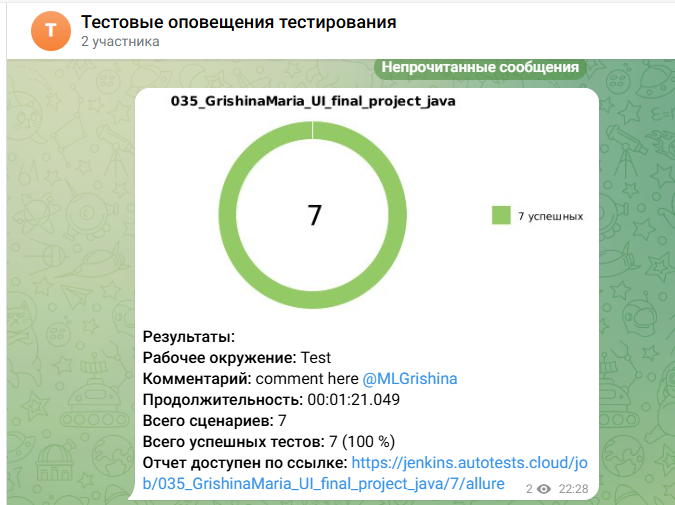 Т
Тестовые оповещения тестирования
2 участника
Непрочитанные сообщения
035_GrishinaMaria_UI_final_project_java
7
7 успешных
Результаты:
Рабочее окружение: Test
Комментарий: comment here @MLGrishina
Продолжительность: 00:01:21.049
Всего сценариев: 7
Всего успешных тестов: 7 (100 %)
Отчет доступен по ссылке: https://jenkins.autotests.cloud/jo
b/035_GrishinaMaria_UI_final_project_java/7/allure
2 22:28